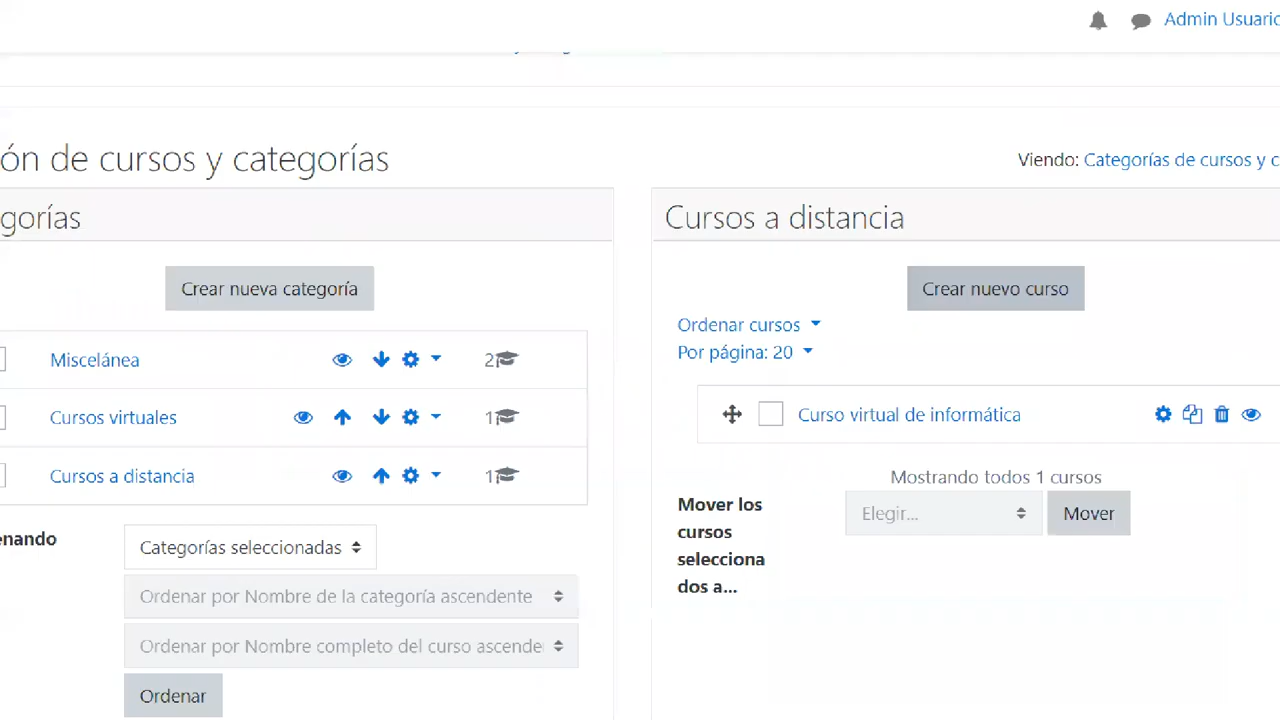 Admin Usuario
ón de cursos y categorías
Viendo: Categorías de cursos y c
gorías
Crear nueva categoría
Miscelánea
2
Cursos virtuales
1
Cursos a distancia
1
enando
Categorías seleccionadas
Ordenar por Nombre de la categoría ascendente
Ordenar por Nombre completo del curso ascende
Ordenar
Cursos a distancia
Crear nuevo curso
Ordenar cursos
Por página: 20
Curso virtual de informática
Mostrando todos 1 cursos
Mover los
cursos
selecciona
dos a...
Elegir...
Mover